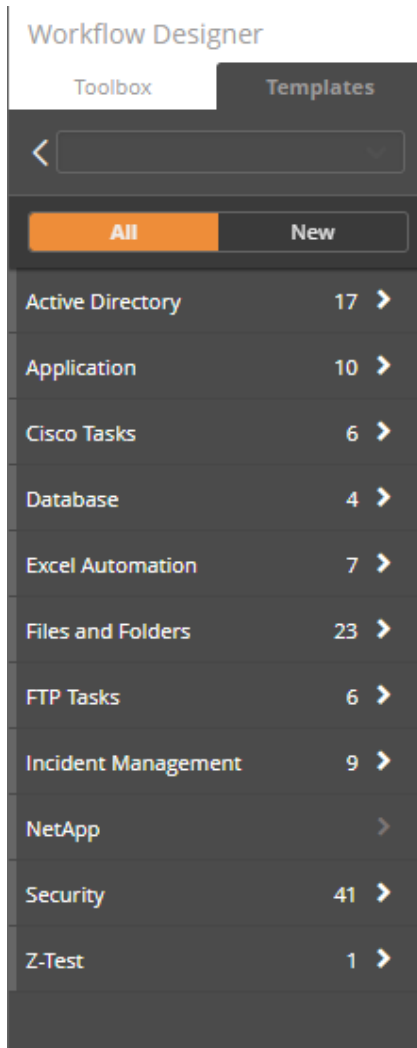 Workflow Designer
Toolbox Templates
All New
Active Directory 17
Application 10
Cisco Tasks 6
Database 4
Excel Automation 7
Files and Folders 23
FTP Tasks 6
Incident Management 9
NetApp
Security 41
Z-Test 1